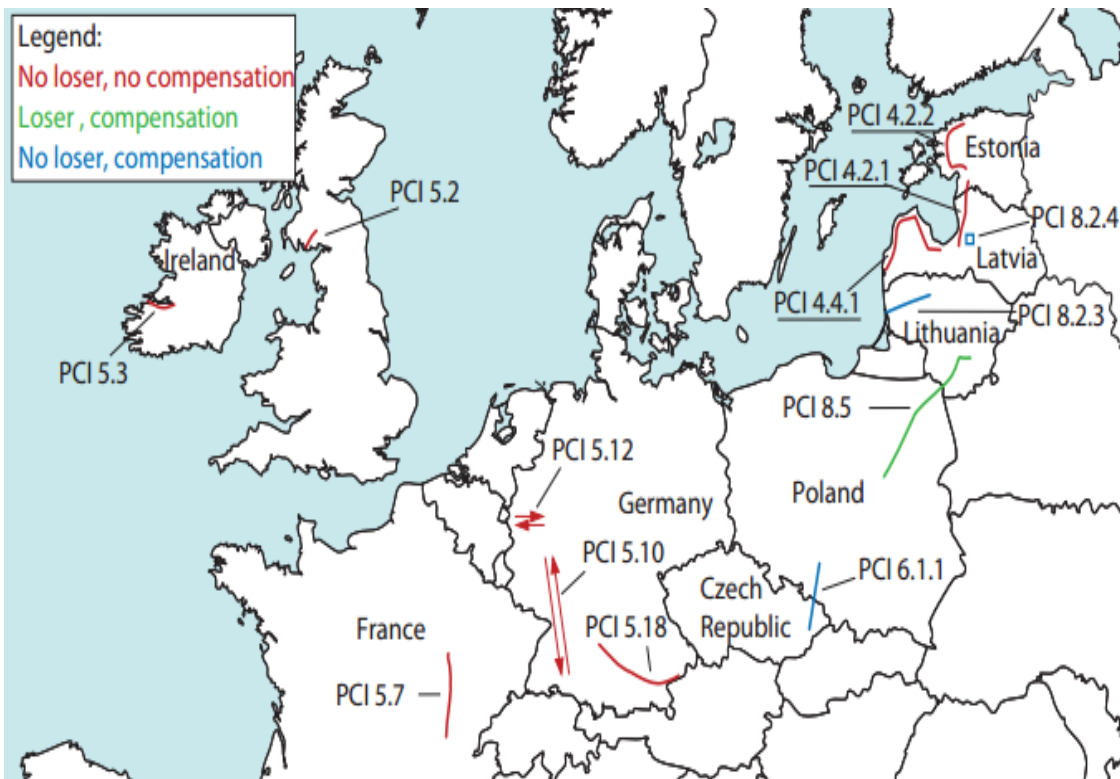 Legend:
No loser, no compensation
Loser , compensation
No loser, compensation
PCI 4.2.2
Estonia
PCI 4.2.1
PCI 5.2
PCI 8.2.4
Ireland
Latvia
PCI 4.4.1
PCI 8.2.3
Lithuania
PCI 5.3
PCI 8.5
PCI 5.12
Germany
Poland
PCI 5.10
PCI 6.1.1
Czech
Republic
France
PCI 5.18
PCI 5.7